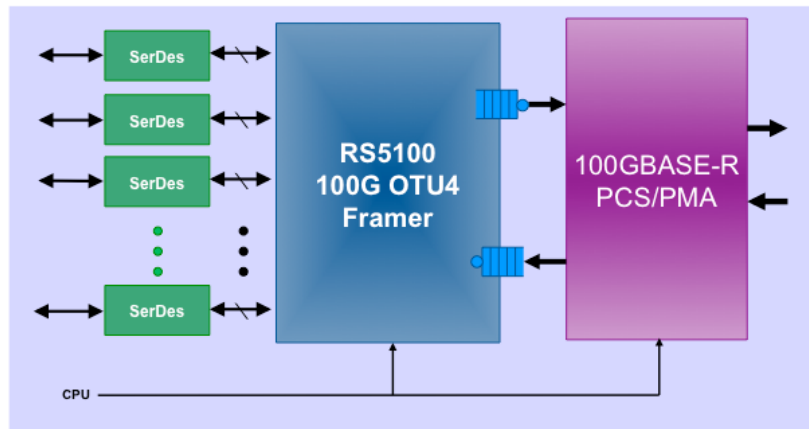 SerDes
SerDes
SerDes
SerDes
RS5100
100G OTU4
Framer
100GBASE-R
PCS/PMA
CPU